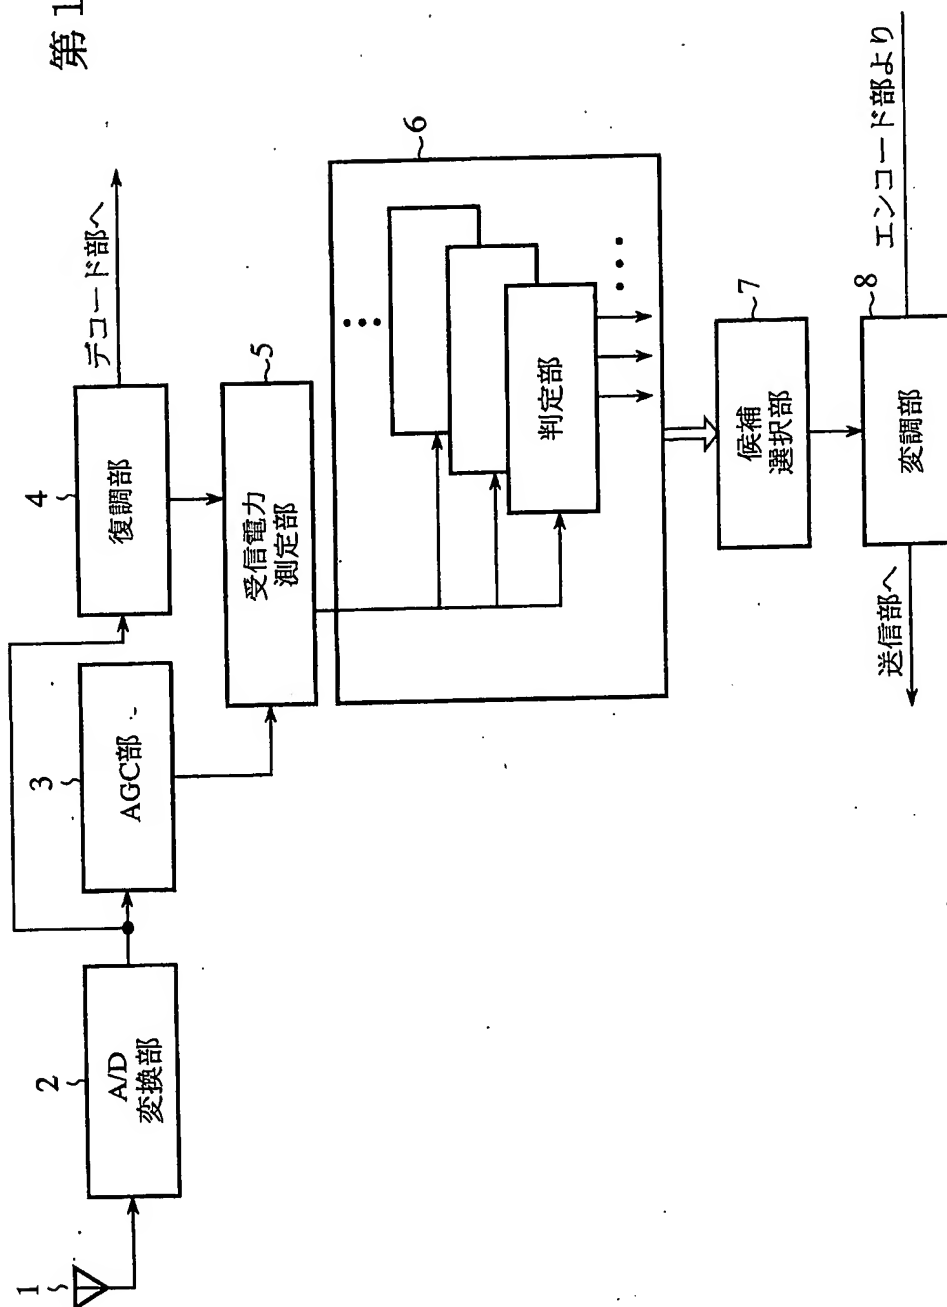 第1
1
2
A/D
変換部
3
AGC部
4
復調部
デコード部へ
5
受信電力
測定部
6
判定部
7
候補
選択部
8
変調部
エンコード部より
送信部へ